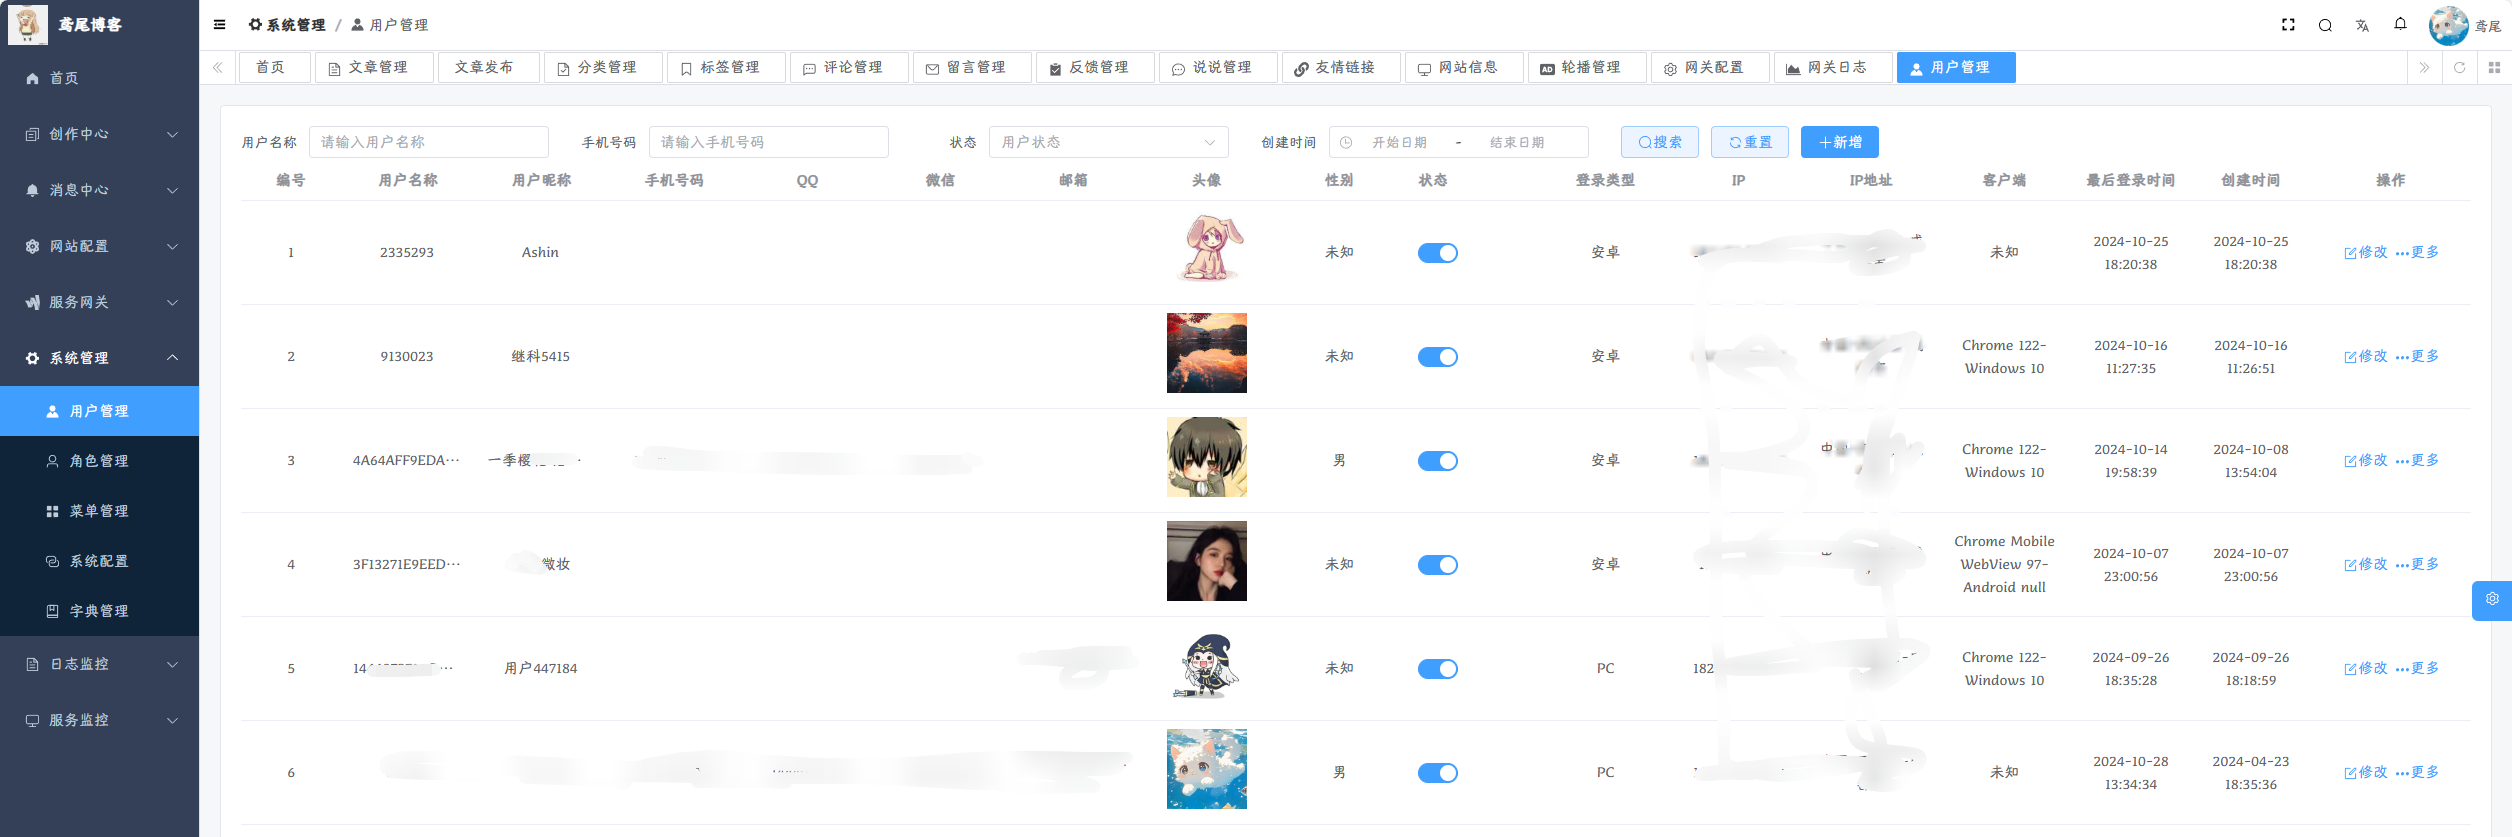 鸢尾博客
首页
创作中心
消息中心
网站配置
服务网关
系统管理
用户管理
角色管理
菜单管理
系统配置
字典管理
日志监控
服务监控
系统管理 / 用户管理
鸢尾
首页 文章管理 文章发布 分类管理 标签管理 评论管理 留言管理 反馈管理 说说管理 友情链接 网站信息 轮播管理 网关配置 网关日志 用户管理
用户名称 请输入用户名称 手机号码 请输入手机号码 状态 用户状态 创建时间 开始日期 - 结束日期 搜索 重置 新增
编号 用户名称 用户昵称 手机号码 QQ 微信 邮箱 头像 性别 状态 登录类型 IP IP地址 客户端 最后登录时间 创建时间 操作
1 2335293 Ashin 未知 安卓 未知 2024-10-25 18:20:38 2024-10-25 18:20:38 修改 更多
2 9130023 继科5415 未知 安卓 Chrome 122-Windows 10 2024-10-16 11:27:35 2024-10-16 11:26:51 修改 更多
3 4A64AFF9EDA… 一季樱 … 男 安卓 中 Chrome 122-Windows 10 2024-10-14 19:58:39 2024-10-08 13:54:04 修改 更多
4 3F13271E9EED… 微妆 未知 安卓 Chrome Mobile WebView 97-Android null 2024-10-07 23:00:56 2024-10-07 23:00:56 修改 更多
5 14 … 用户447184 未知 PC 182 Chrome 122-Windows 10 2024-09-26 18:35:28 2024-09-26 18:18:59 修改 更多
6 男 PC 未知 2024-10-28 13:34:34 2024-04-23 18:35:36 修改 更多